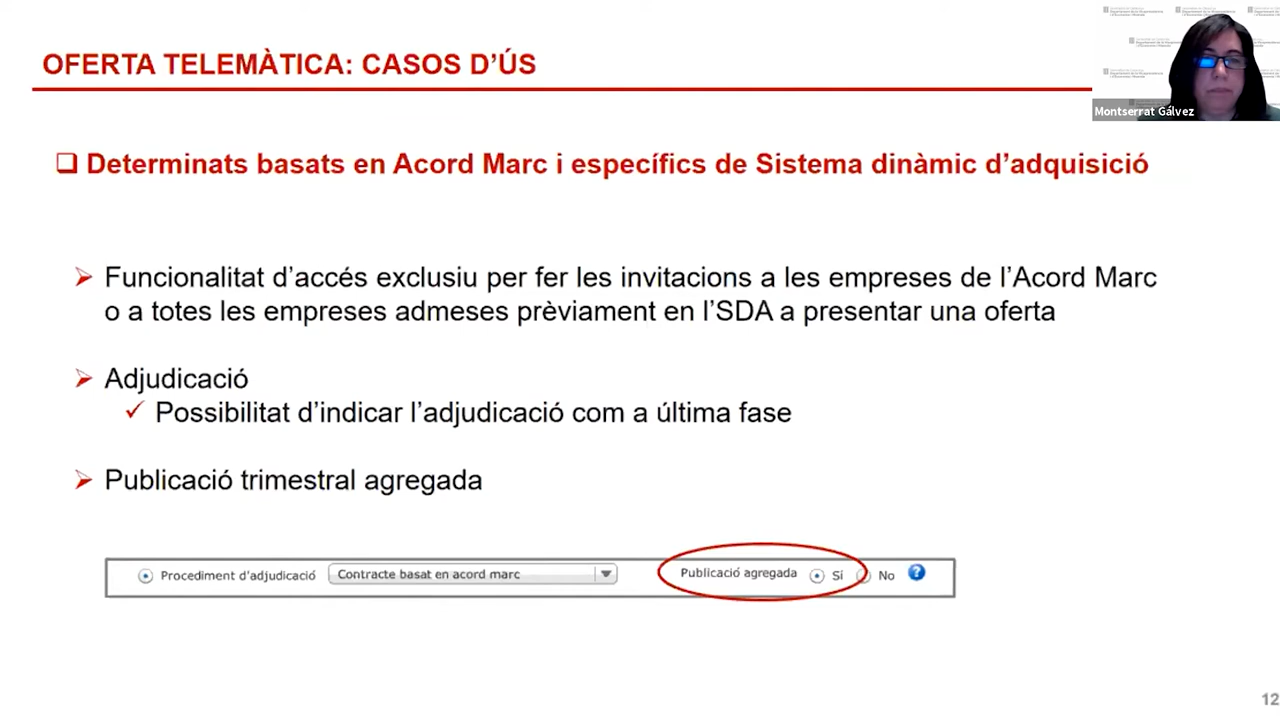 OFERTA TELEMÀTICA: CASOS D'ÚS
Montserrat Gálvez
Determinats basats en Acord Marc i específics de Sistema dinàmic d'adquisició
Funcionalitat d'accés exclusiu per fer les invitacions a les empreses de l'Acord Marc
o a totes les empreses admeses prèviament en l'SDA a presentar una oferta
Adjudicació
Possibilitat d'indicar l'adjudicació com a última fase
Publicació trimestral agregada
Procediment d'adjudicació Contracte basat en acord marc Publicació agregada Sí No ?
12